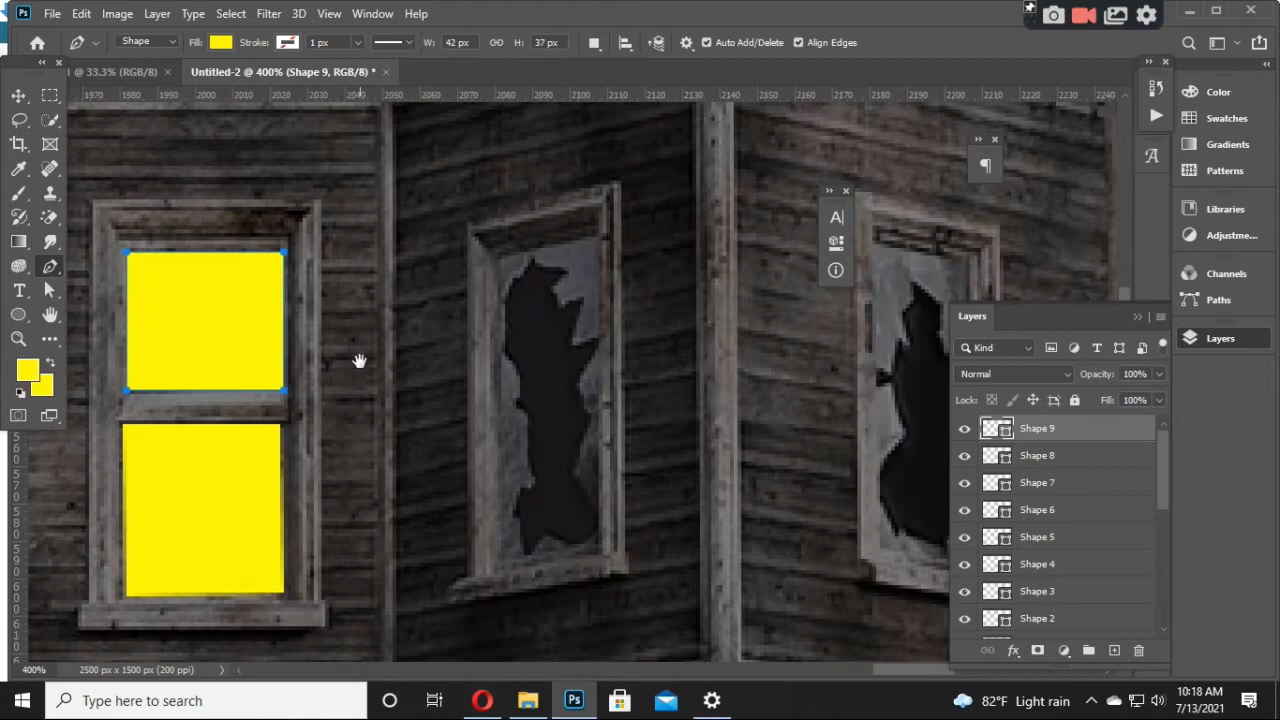 Ps File Edit Image Layer Type Select Filter 3D View Window Help
Shape Fill: Stroke: 1 px W: 42 px H: 37 px Auto Add/Delete Align Edges
@ 33.3% (RGB/8) × Untitled-2 @ 400% (Shape 9, RGB/8) * ×
1970 1980 1990 2000 2010 2020 2030 2040 2050 2060 2070 2080 2090 2100 2110 2120 2130 2140 2150 2160 2170 2180 2190 2200 2210 2220 2230 2240
Color
Swatches
Gradients
Patterns
Libraries
Adjustme...
Channels
Paths
Layers
Layers
Kind
Normal Opacity: 100%
Lock: Fill: 100%
Shape 9
Shape 8
Shape 7
Shape 6
Shape 5
Shape 4
Shape 3
Shape 2
400% 2500 px x 1500 px (200 ppi)
Type here to search Ps 82°F Light rain 10:18 AM
7/13/2021